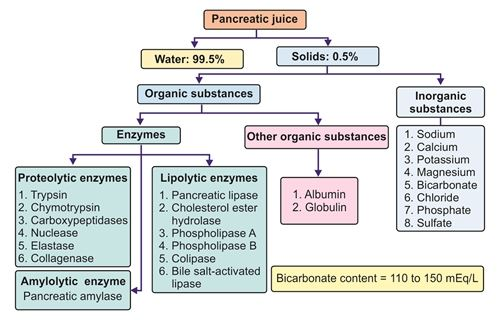 Pancreatic juice
Water: 99.5%
Solids: 0.5%
Organic substances
Inorganic
substances
Enzymes
Other organic substances
Proteolytic enzymes
1. Trypsin
2. Chymotrypsin
3. Carboxypeptidases
4. Nuclease
5. Elastase
6. Collagenase
Lipolytic enzymes
1. Pancreatic lipase
2. Cholesterol ester
hydrolase
3. Phospholipase A
4. Phospholipase B
5. Colipase
6. Bile salt-activated
lipase
1. Albumin
2. Globulin
1. Sodium
2. Calcium
3. Potassium
4. Magnesium
5. Bicarbonate
6. Chloride
7. Phosphate
8. Sulfate
Amylolytic enzyme
Pancreatic amylase
Bicarbonate content = 110 to 150 mEq/L